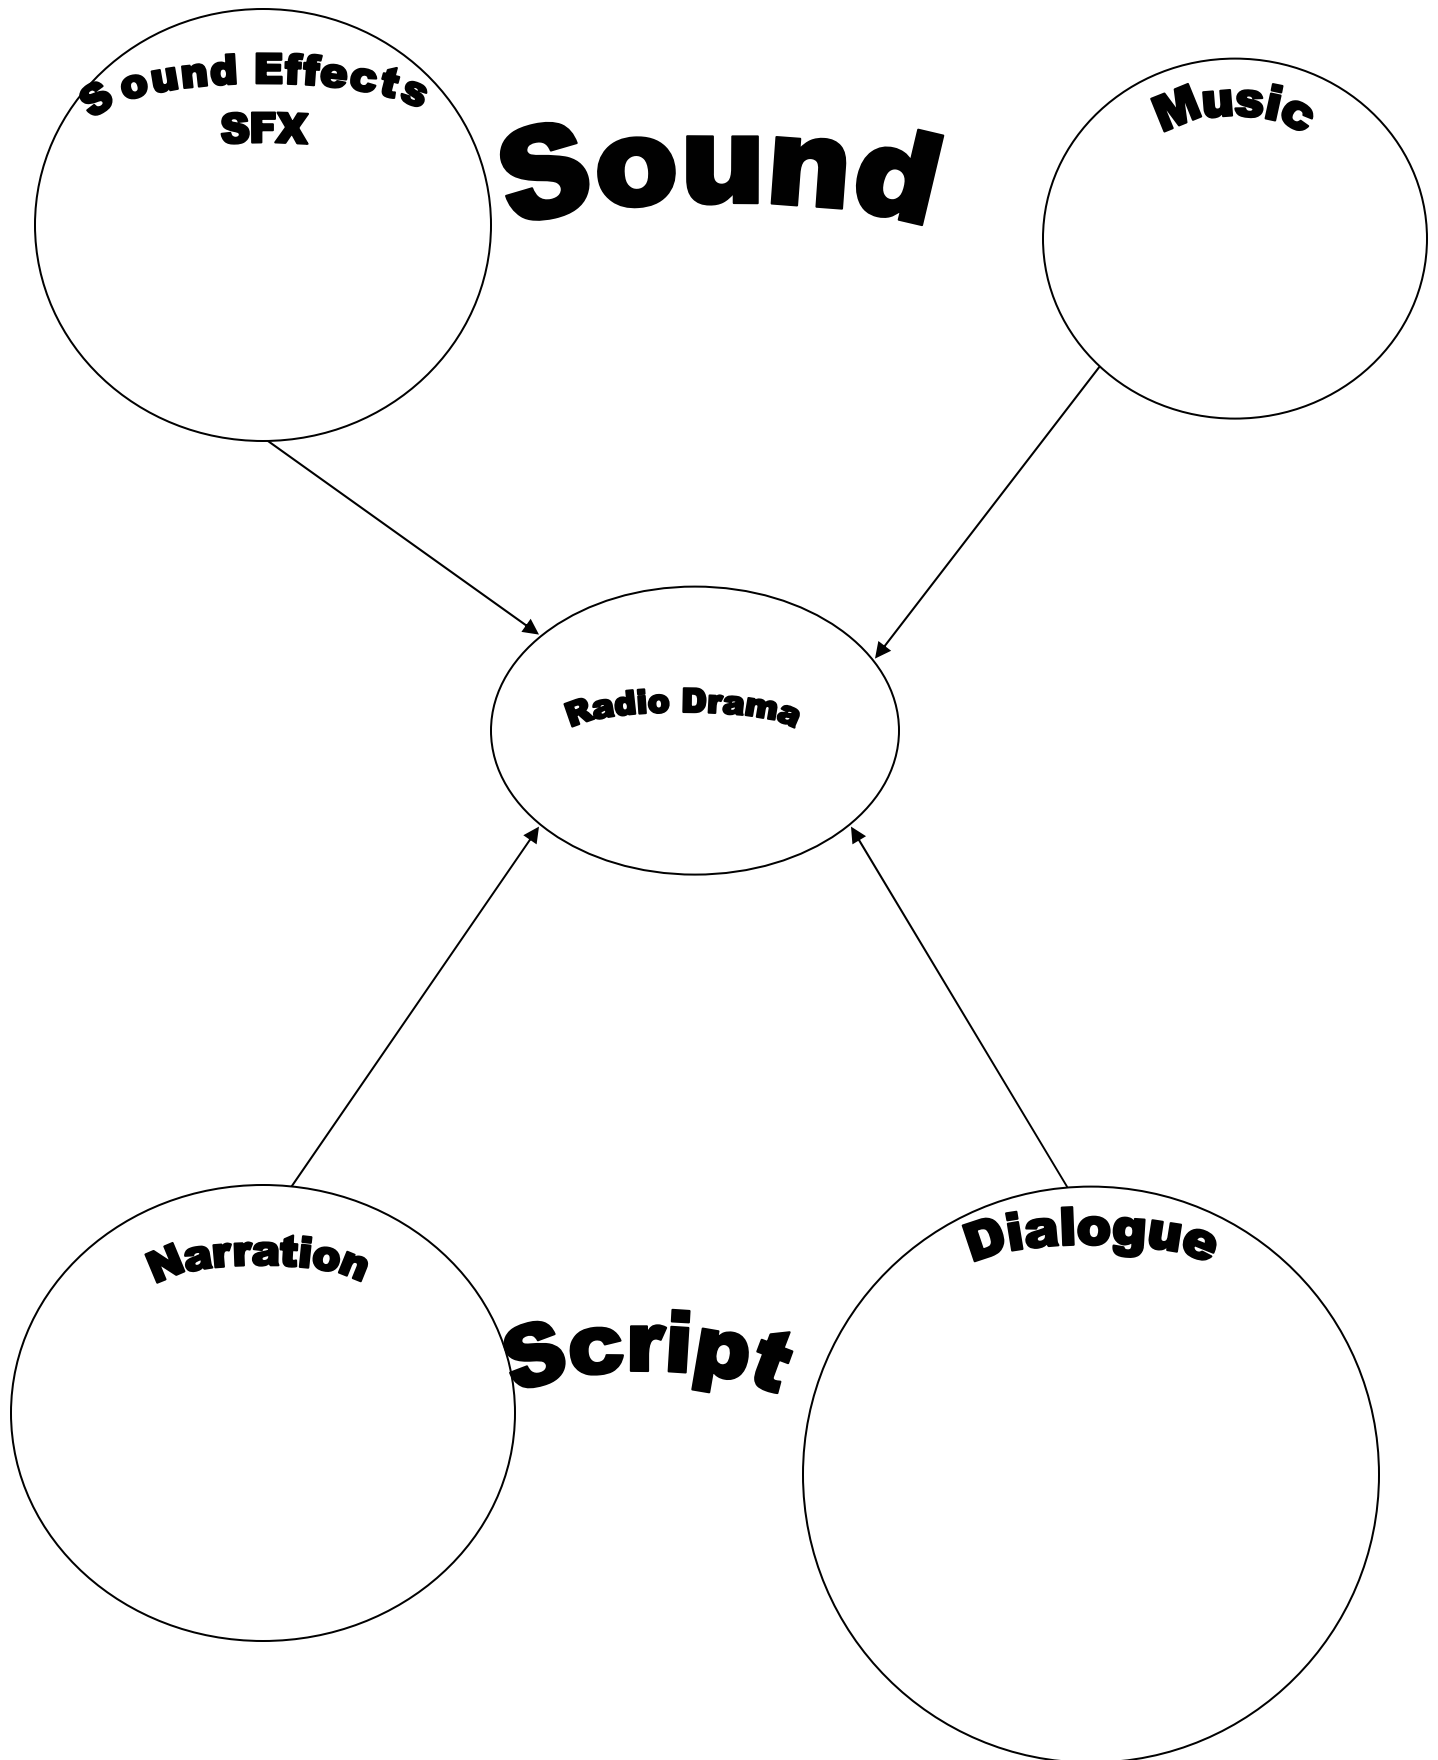 Sound Effects
SFX
Sound
Music
Radio Drama
Narration
Script
Dialogue